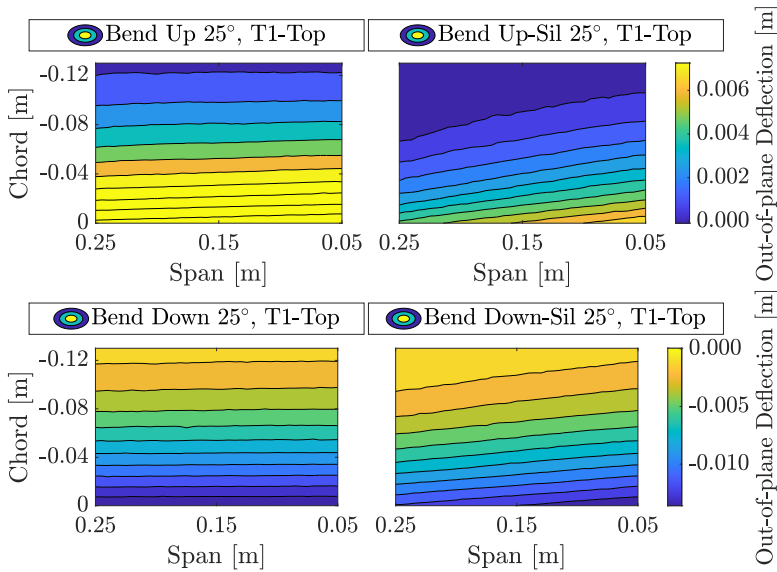 Bend Up 25°, T1-Top
Bend Up-Sil 25°, T1-Top
-0.12
-0.08
-0.04
0
Chord [m]
0.25
0.15
0.05
Span [m]
0.25
0.15
0.05
Span [m]
0.006
0.004
0.002
0.000
Out-of-plane Deflection [m]
Bend Down 25°, T1-Top
Bend Down-Sil 25°, T1-Top
-0.12
-0.08
-0.04
0
Chord [m]
0.25
0.15
0.05
Span [m]
0.25
0.15
0.05
Span [m]
0.000
-0.005
-0.010
Out-of-plane Deflection [m]